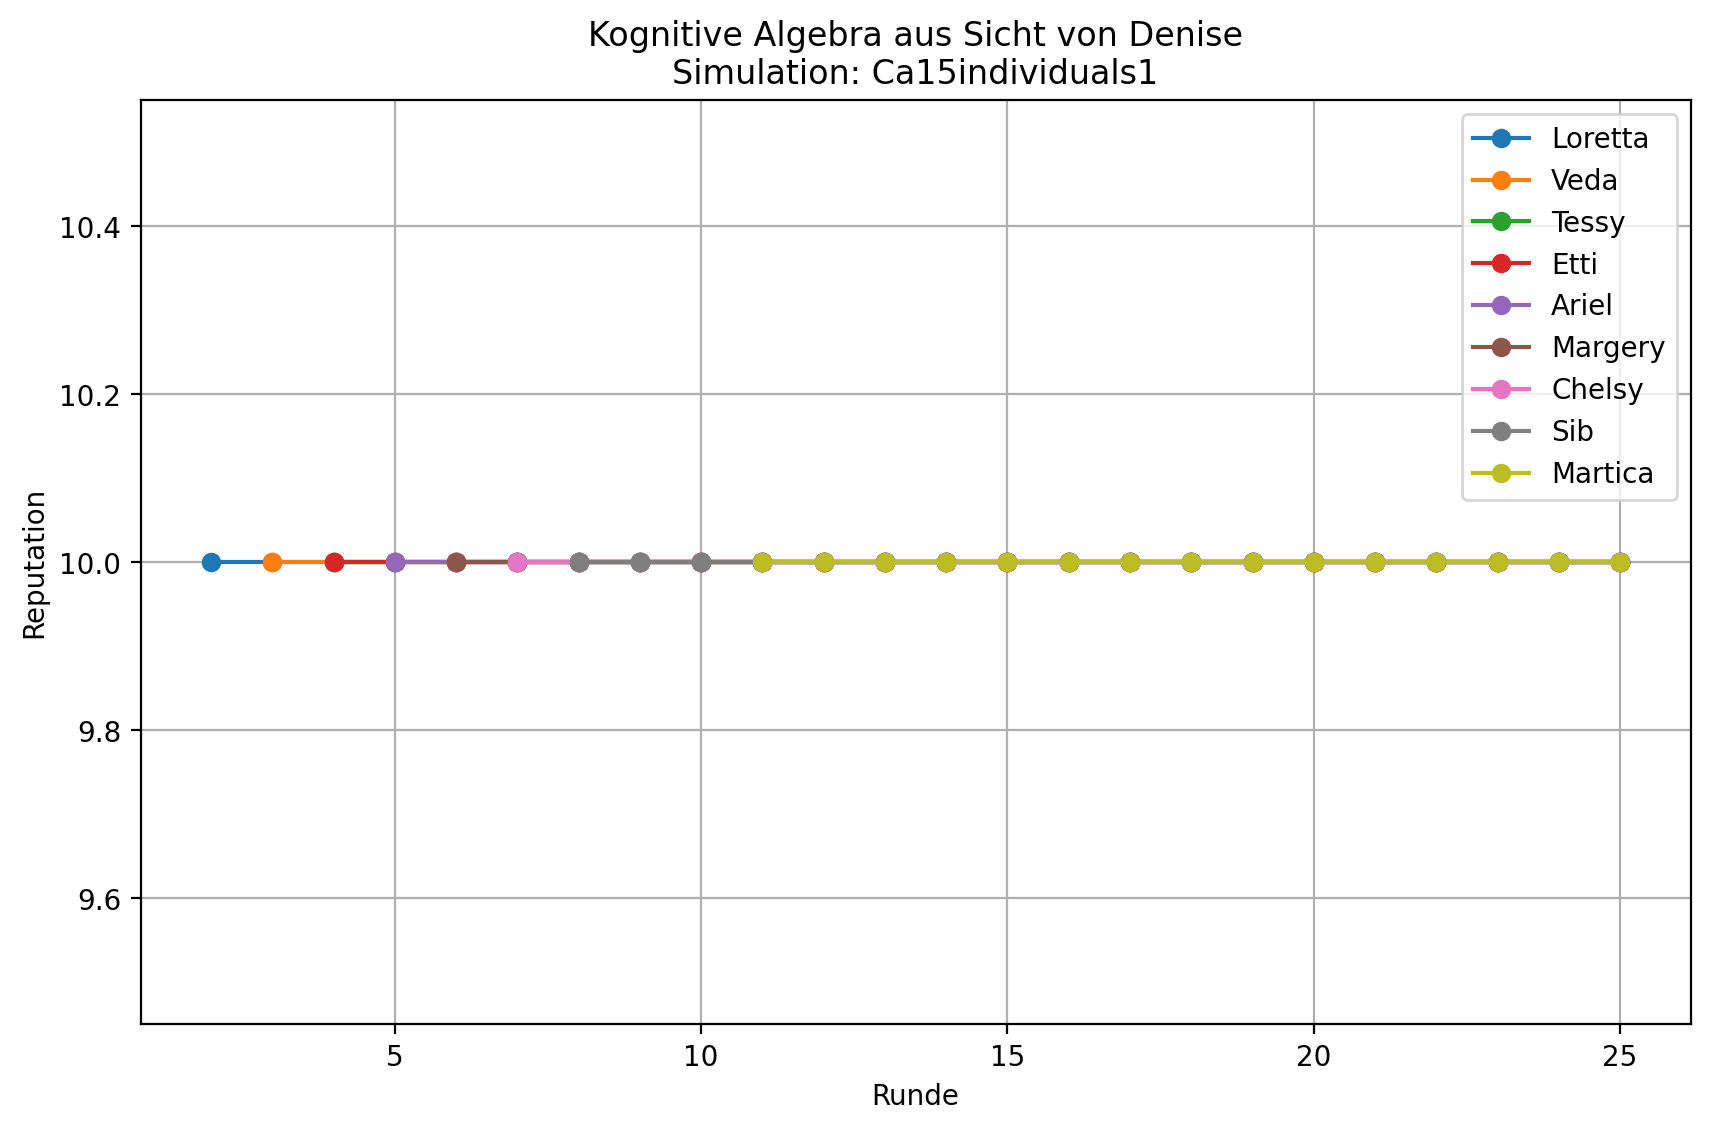 Kognitive Algebra aus Sicht von Denise
Simulation: Ca15individuals1
Loretta
Veda
Tessy
Etti
Ariel
Margery
Chelsy
Sib
Martica
Reputation
10.4
10.2
10.0
9.8
9.6
5 10 15 20 25
Runde